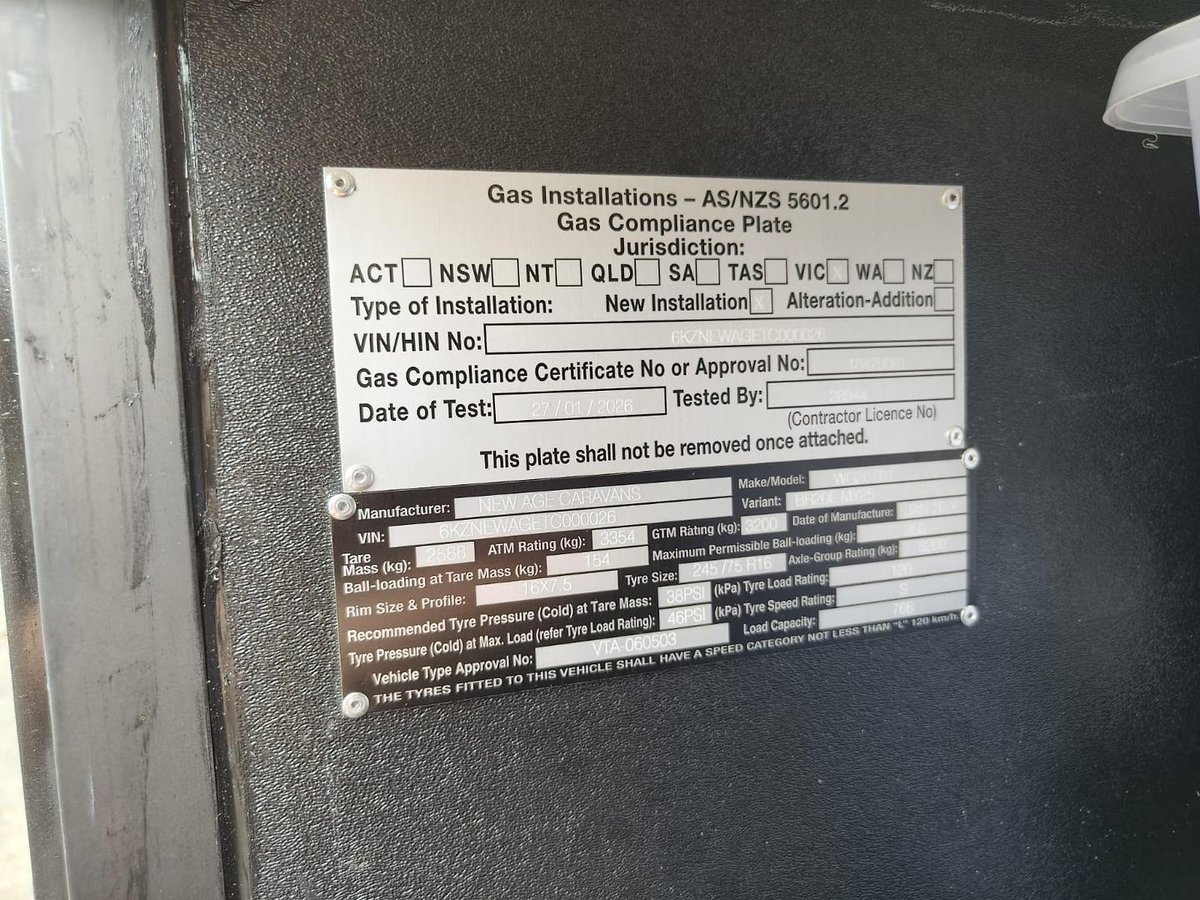 Gas Installations – AS/NZS 5601.2
Gas Compliance Plate
Jurisdiction:
ACT NSW NT QLD SA TAS VIC X WA NZ
Type of Installation: New Installation X Alteration-Addition
VIN/HIN No: 6KZNEWAGETC000026
Gas Compliance Certificate No or Approval No:
Date of Test: 27 / 01 / 2026 Tested By:
(Contractor Licence No)
This plate shall not be removed once attached.
Manufacturer: NEW AGE CARAVANS Make/Model:
VIN: 6KZNEWAGETC000026 Variant:
Tare Mass (kg): 2588 ATM Rating (kg): 3354 GTM Rating (kg): 3200 Date of Manufacture:
Ball-loading at Tare Mass (kg): 154 Maximum Permissible Ball-loading (kg):
Rim Size & Profile: 16X7.5 Tyre Size: 245 /75 R16 Axle-Group Rating (kg):
Recommended Tyre Pressure (Cold) at Tare Mass: 38PSI (kPa) Tyre Load Rating: 120
Tyre Pressure (Cold) at Max. Load (refer Tyre Load Rating): 46PSI (kPa) Tyre Speed Rating: S
Vehicle Type Approval No: VTA-060503 Load Capacity: 766
THE TYRES FITTED TO THIS VEHICLE SHALL HAVE A SPEED CATEGORY NOT LESS THAN "L" 120 km/h.